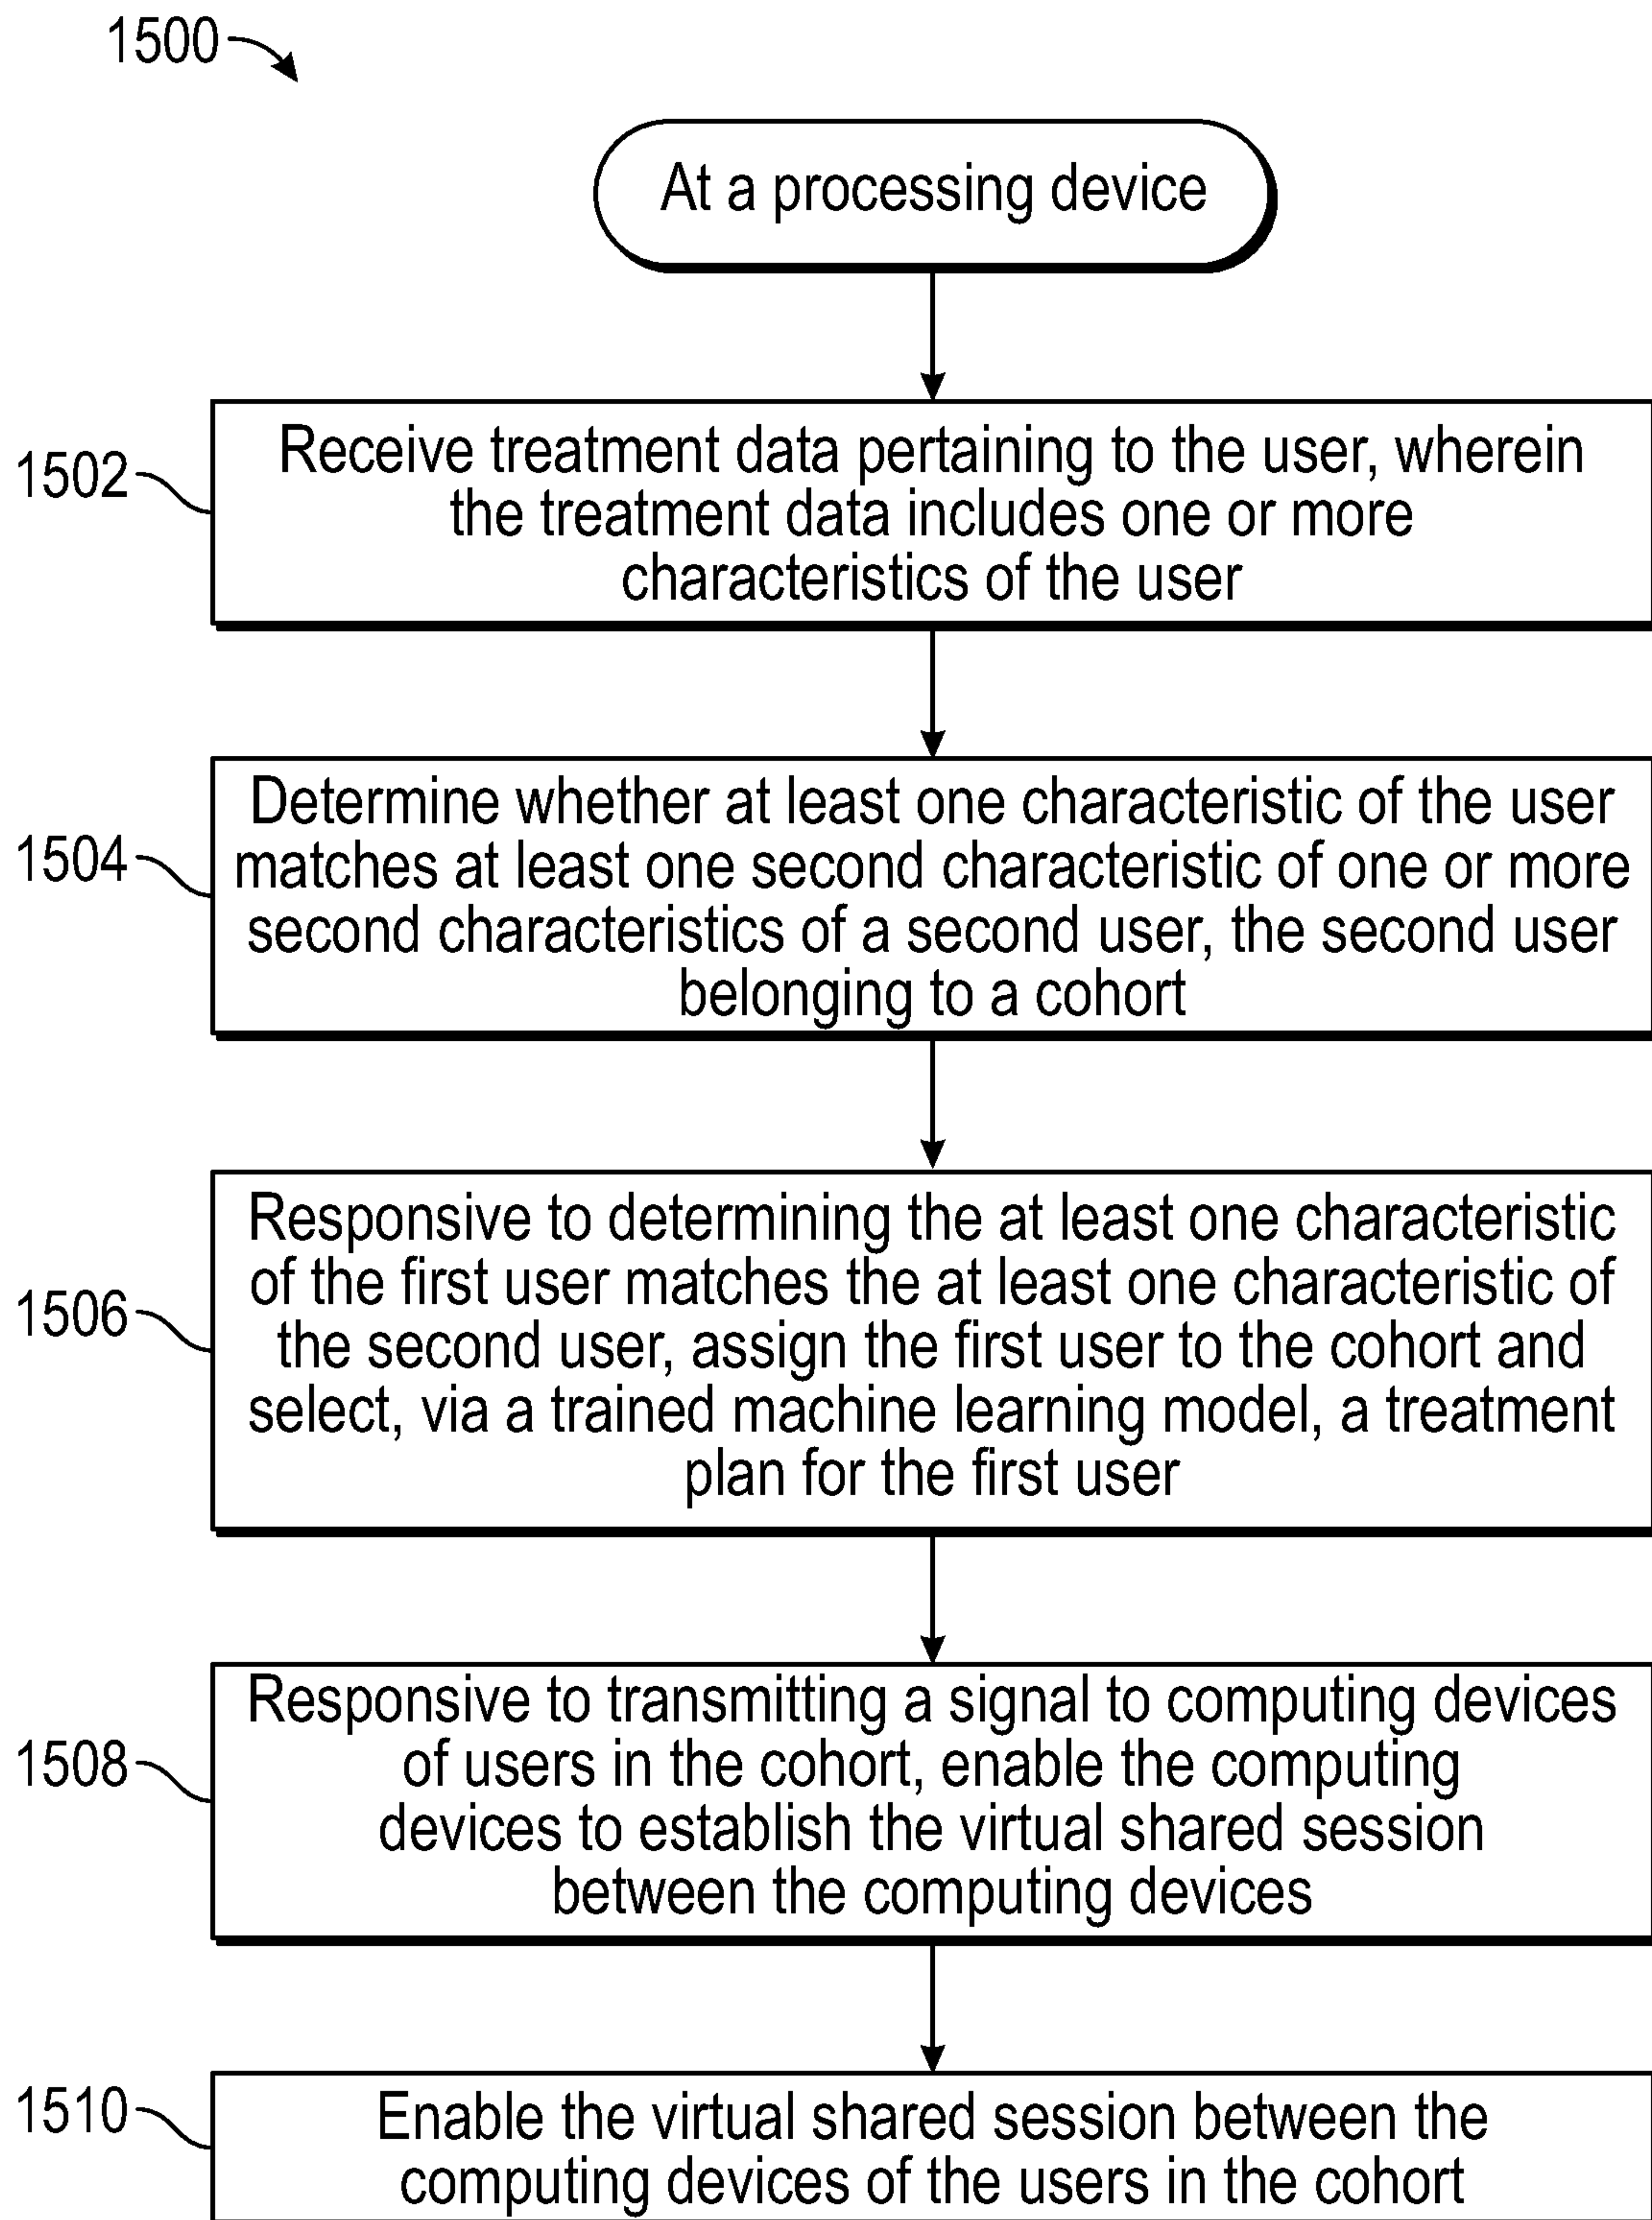 1500
At a processing device
1502
Receive treatment data pertaining to the user, wherein
the treatment data includes one or more
characteristics of the user
1504
Determine whether at least one characteristic of the user
matches at least one second characteristic of one or more
second characteristics of a second user, the second user
belonging to a cohort
1506
Responsive to determining the at least one characteristic
of the first user matches the at least one characteristic of
the second user, assign the first user to the cohort and
select, via a trained machine learning model, a treatment
plan for the first user
1508
Responsive to transmitting a signal to computing devices
of users in the cohort, enable the computing
devices to establish the virtual shared session
between the computing devices
1510
Enable the virtual shared session between the
computing devices of the users in the cohort